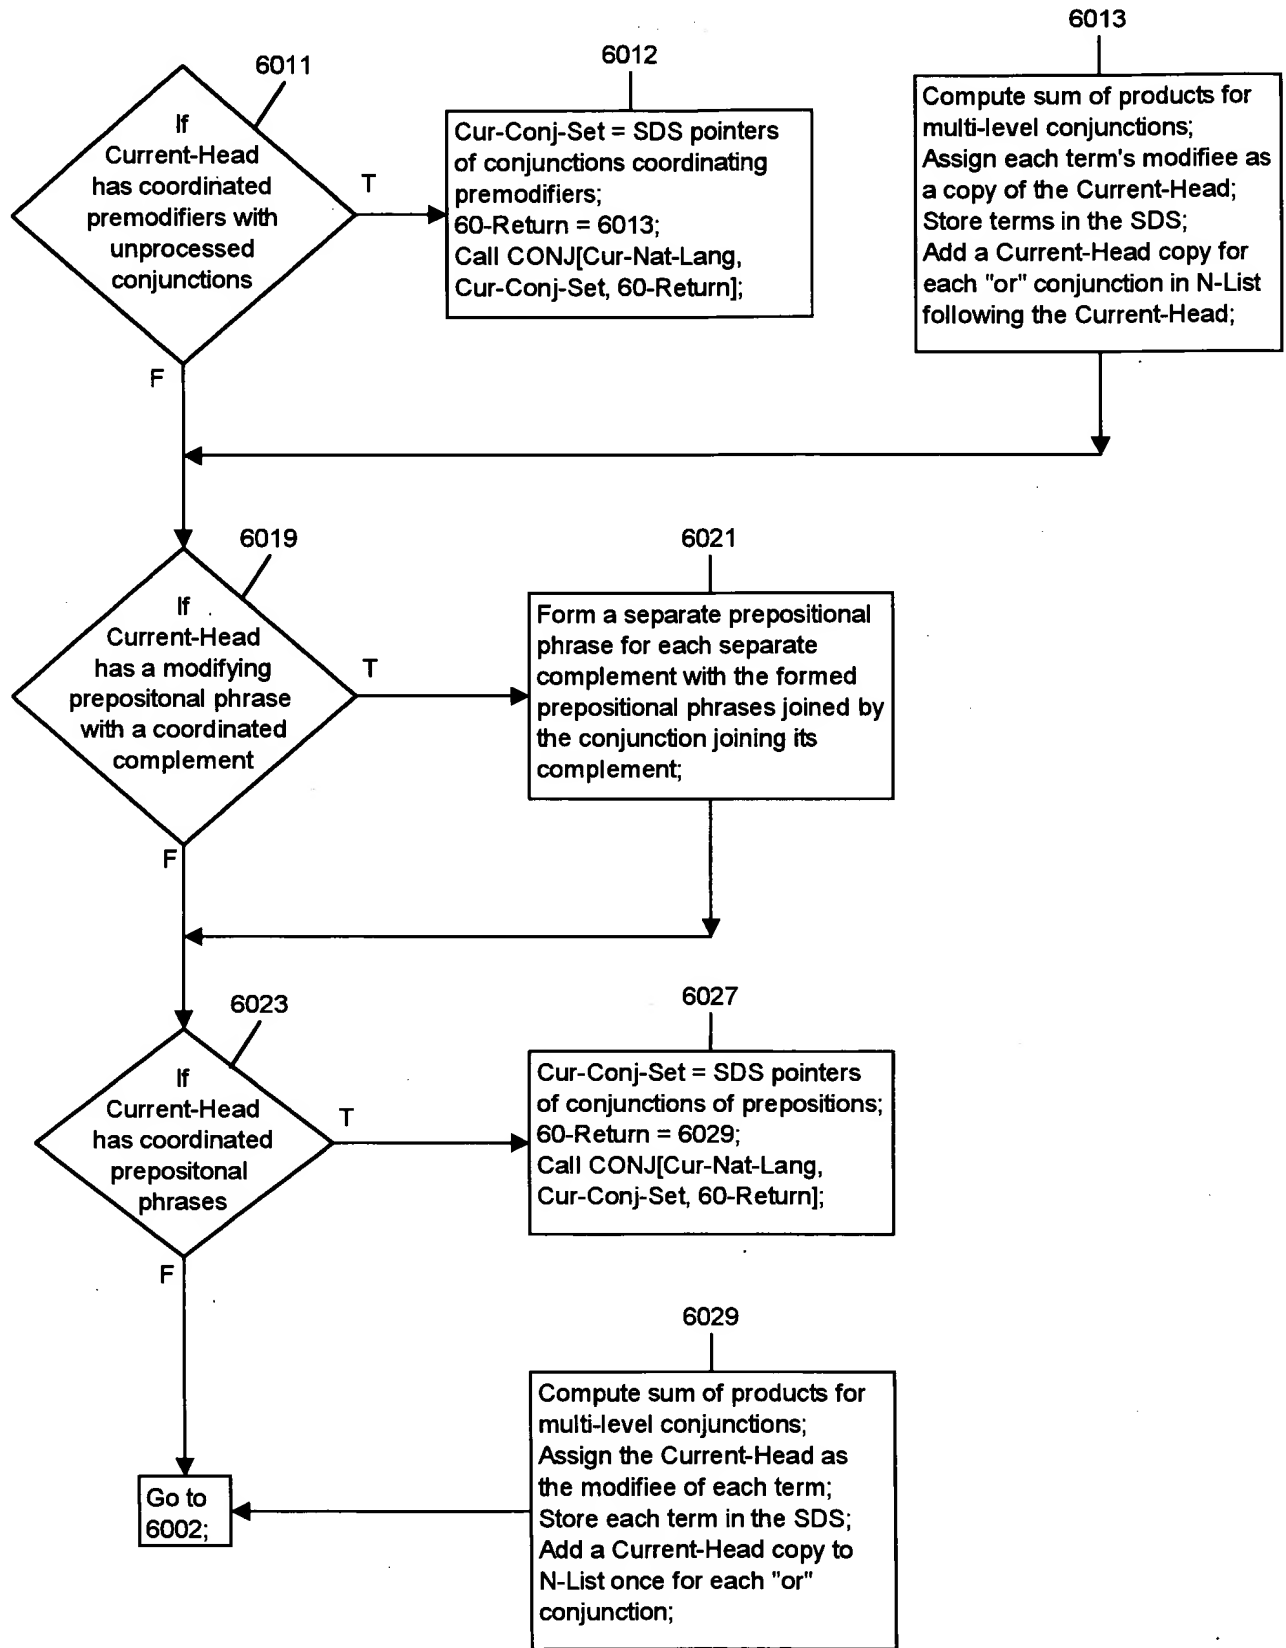 6011
If
Current-Head
has coordinated
premodifiers with
unprocessed
conjunctions
T
F
6012
Cur-Conj-Set = SDS pointers
of conjunctions coordinating
premodifiers;
60-Return = 6013;
Call CONJ[Cur-Nat-Lang,
Cur-Conj-Set, 60-Return];
6013
Compute sum of products for
multi-level conjunctions;
Assign each term's modifiee as
a copy of the Current-Head;
Store terms in the SDS;
Add a Current-Head copy for
each "or" conjunction in N-List
following the Current-Head;
6019
If
Current-Head
has a modifying
prepositonal phrase
with a coordinated
complement
T
F
6021
Form a separate prepositional
phrase for each separate
complement with the formed
prepositional phrases joined by
the conjunction joining its
complement;
6023
If
Current-Head
has coordinated
prepositonal
phrases
T
F
6027
Cur-Conj-Set = SDS pointers
of conjunctions of prepositions;
60-Return = 6029;
Call CONJ[Cur-Nat-Lang,
Cur-Conj-Set, 60-Return];
6029
Compute sum of products for
multi-level conjunctions;
Assign the Current-Head as
the modifiee of each term;
Store each term in the SDS;
Add a Current-Head copy to
N-List once for each "or"
conjunction;
Go to
6002;